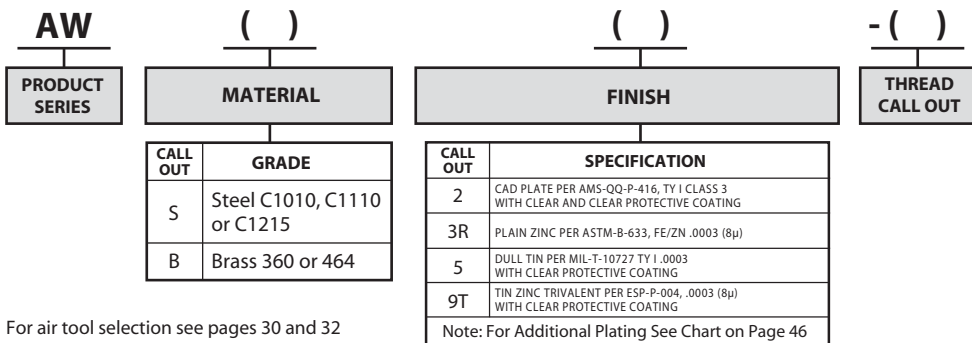 AW ( ) ( ) - ( )
PRODUCT
SERIES
MATERIAL
FINISH
THREAD
CALL OUT
CALL
OUT
GRADE
S
Steel C1010, C1110
or C1215
B
Brass 360 or 464
CALL
OUT
SPECIFICATION
2
CAD PLATE PER AMS-QQ-P-416, TY I CLASS 3
WITH CLEAR AND CLEAR PROTECTIVE COATING
3R
PLAIN ZINC PER ASTM-B-633, FE/ZN .0003 (8µ)
5
DULL TIN PER MIL-T-10727 TY I .0003
WITH CLEAR PROTECTIVE COATING
9T
TIN ZINC TRIVALENT PER ESP-P-004, .0003 (8µ)
WITH CLEAR PROTECTIVE COATING
Note: For Additional Plating See Chart on Page 46
For air tool selection see pages 30 and 32